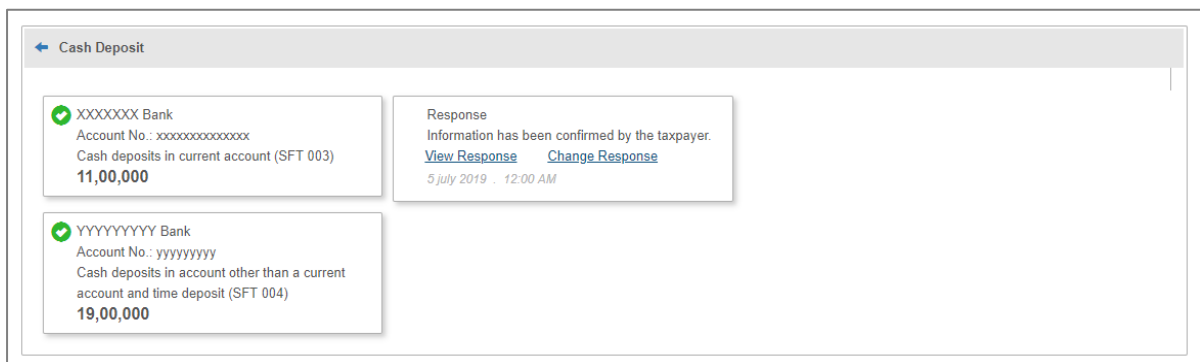 Cash Deposit
XXXXXXX Bank
Account No.: xxxxxxxxxxxxxx
Cash deposits in current account (SFT 003)
11,00,000
Response
Information has been confirmed by the taxpayer.
View Response Change Response
5 july 2019 . 12:00 AM
YYYYYYYYY Bank
Account No.: yyyyyyyyy
Cash deposits in account other than a current
account and time deposit (SFT 004)
19,00,000